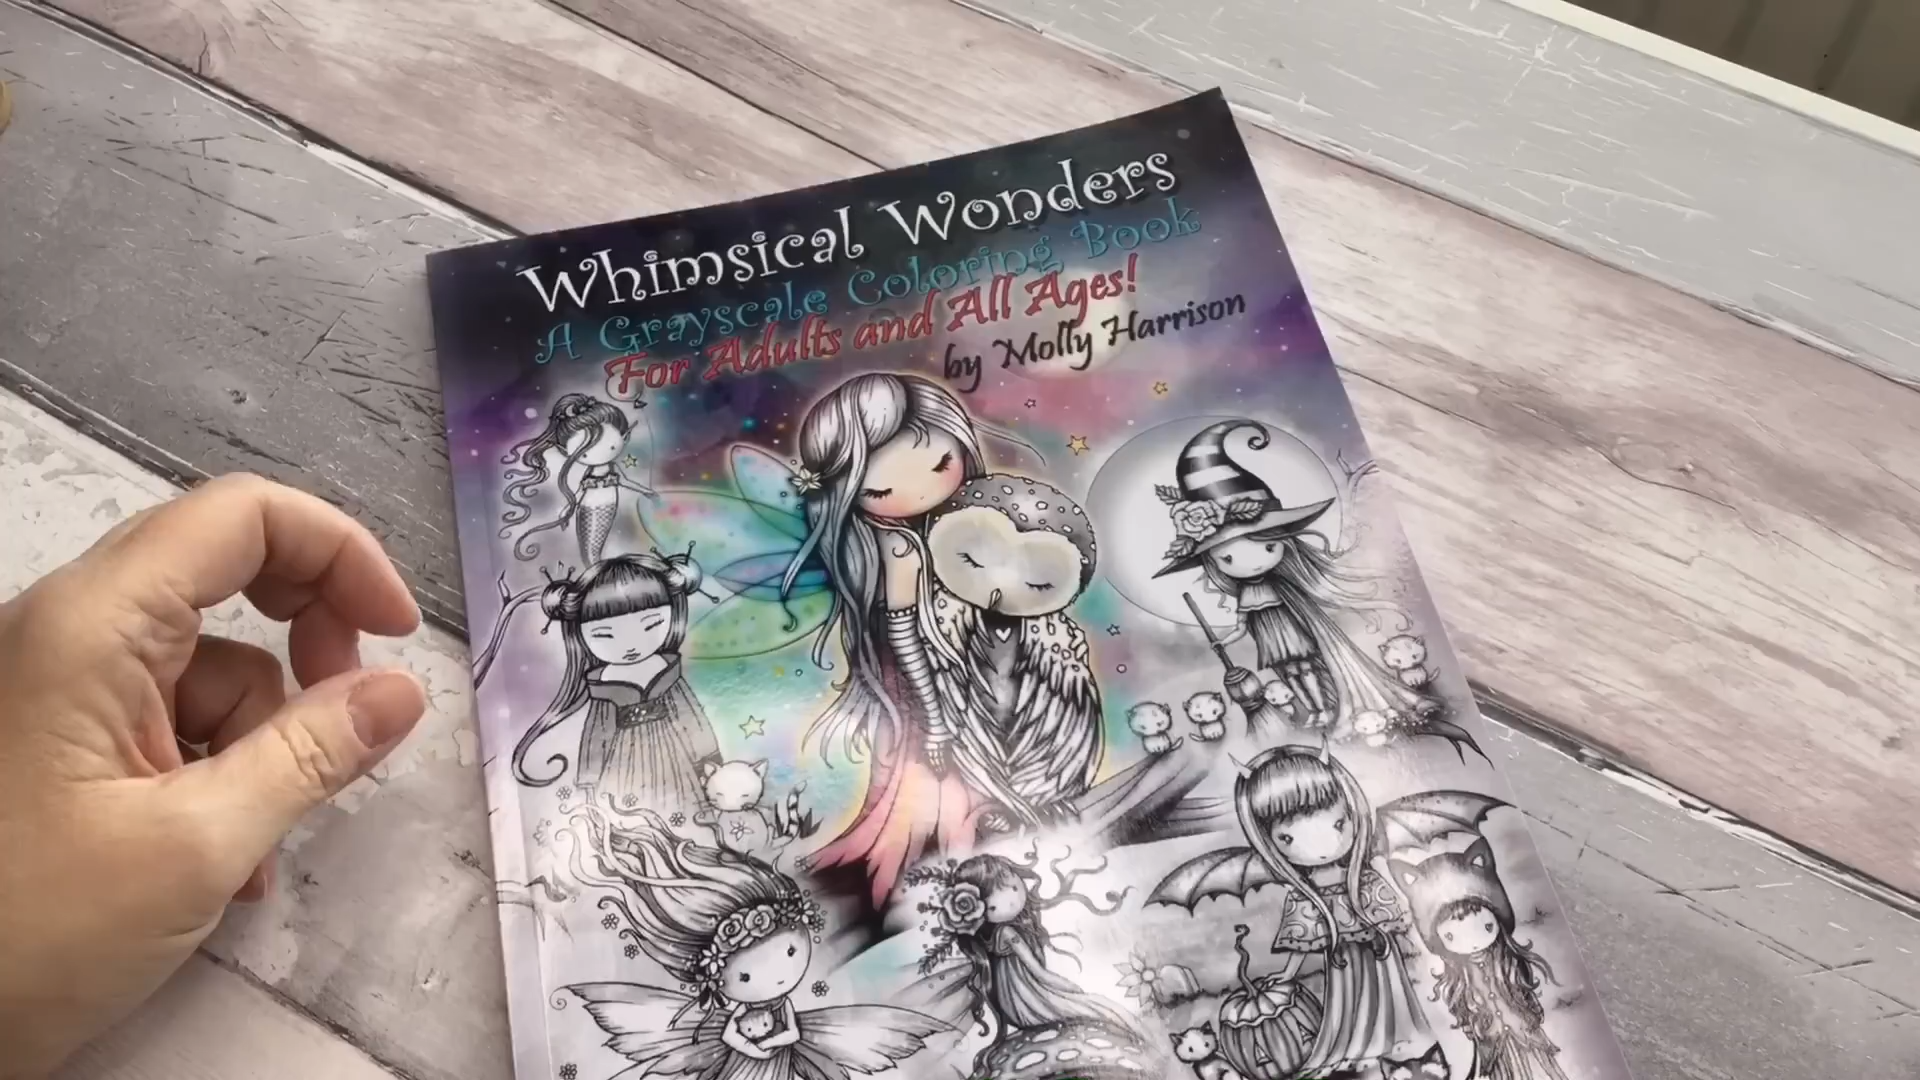 Whimsical Wonders
A Grayscale Coloring Book
For Adults and All Ages!
by Molly Harrison